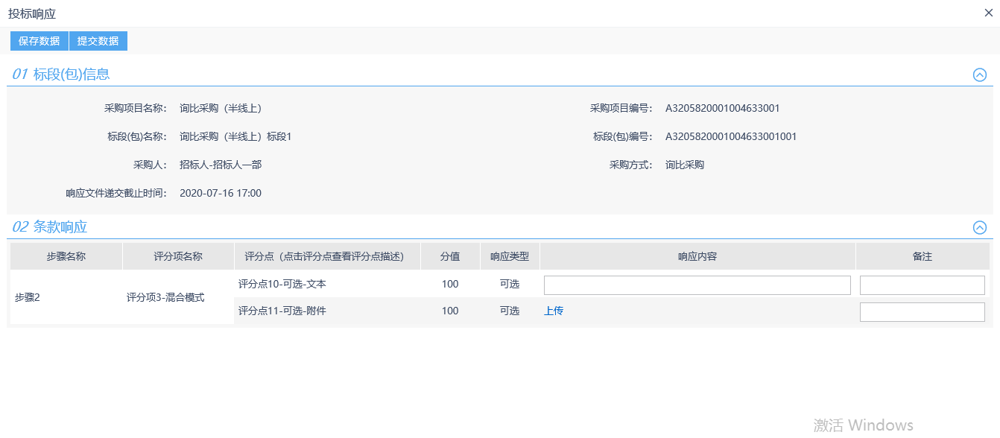 投标响应
保存数据 提交数据
01 标段(包)信息
采购项目名称: 询比采购（半线上） 采购项目编号: A3205820001004633001
标段(包)名称: 询比采购（半线上）标段1 标段(包)编号: A3205820001004633001001
采购人: 招标人-招标人一部 采购方式: 询比采购
响应文件递交截止时间: 2020-07-16 17:00
02 条款响应
步骤名称 评分项名称 评分点（点击评分点查看评分点描述） 分值 响应类型 响应内容 备注
步骤2 评分项3-混合模式 评分点10-可选-文本 100 可选
评分点11-可选-附件 100 可选 上传
激活 Windows